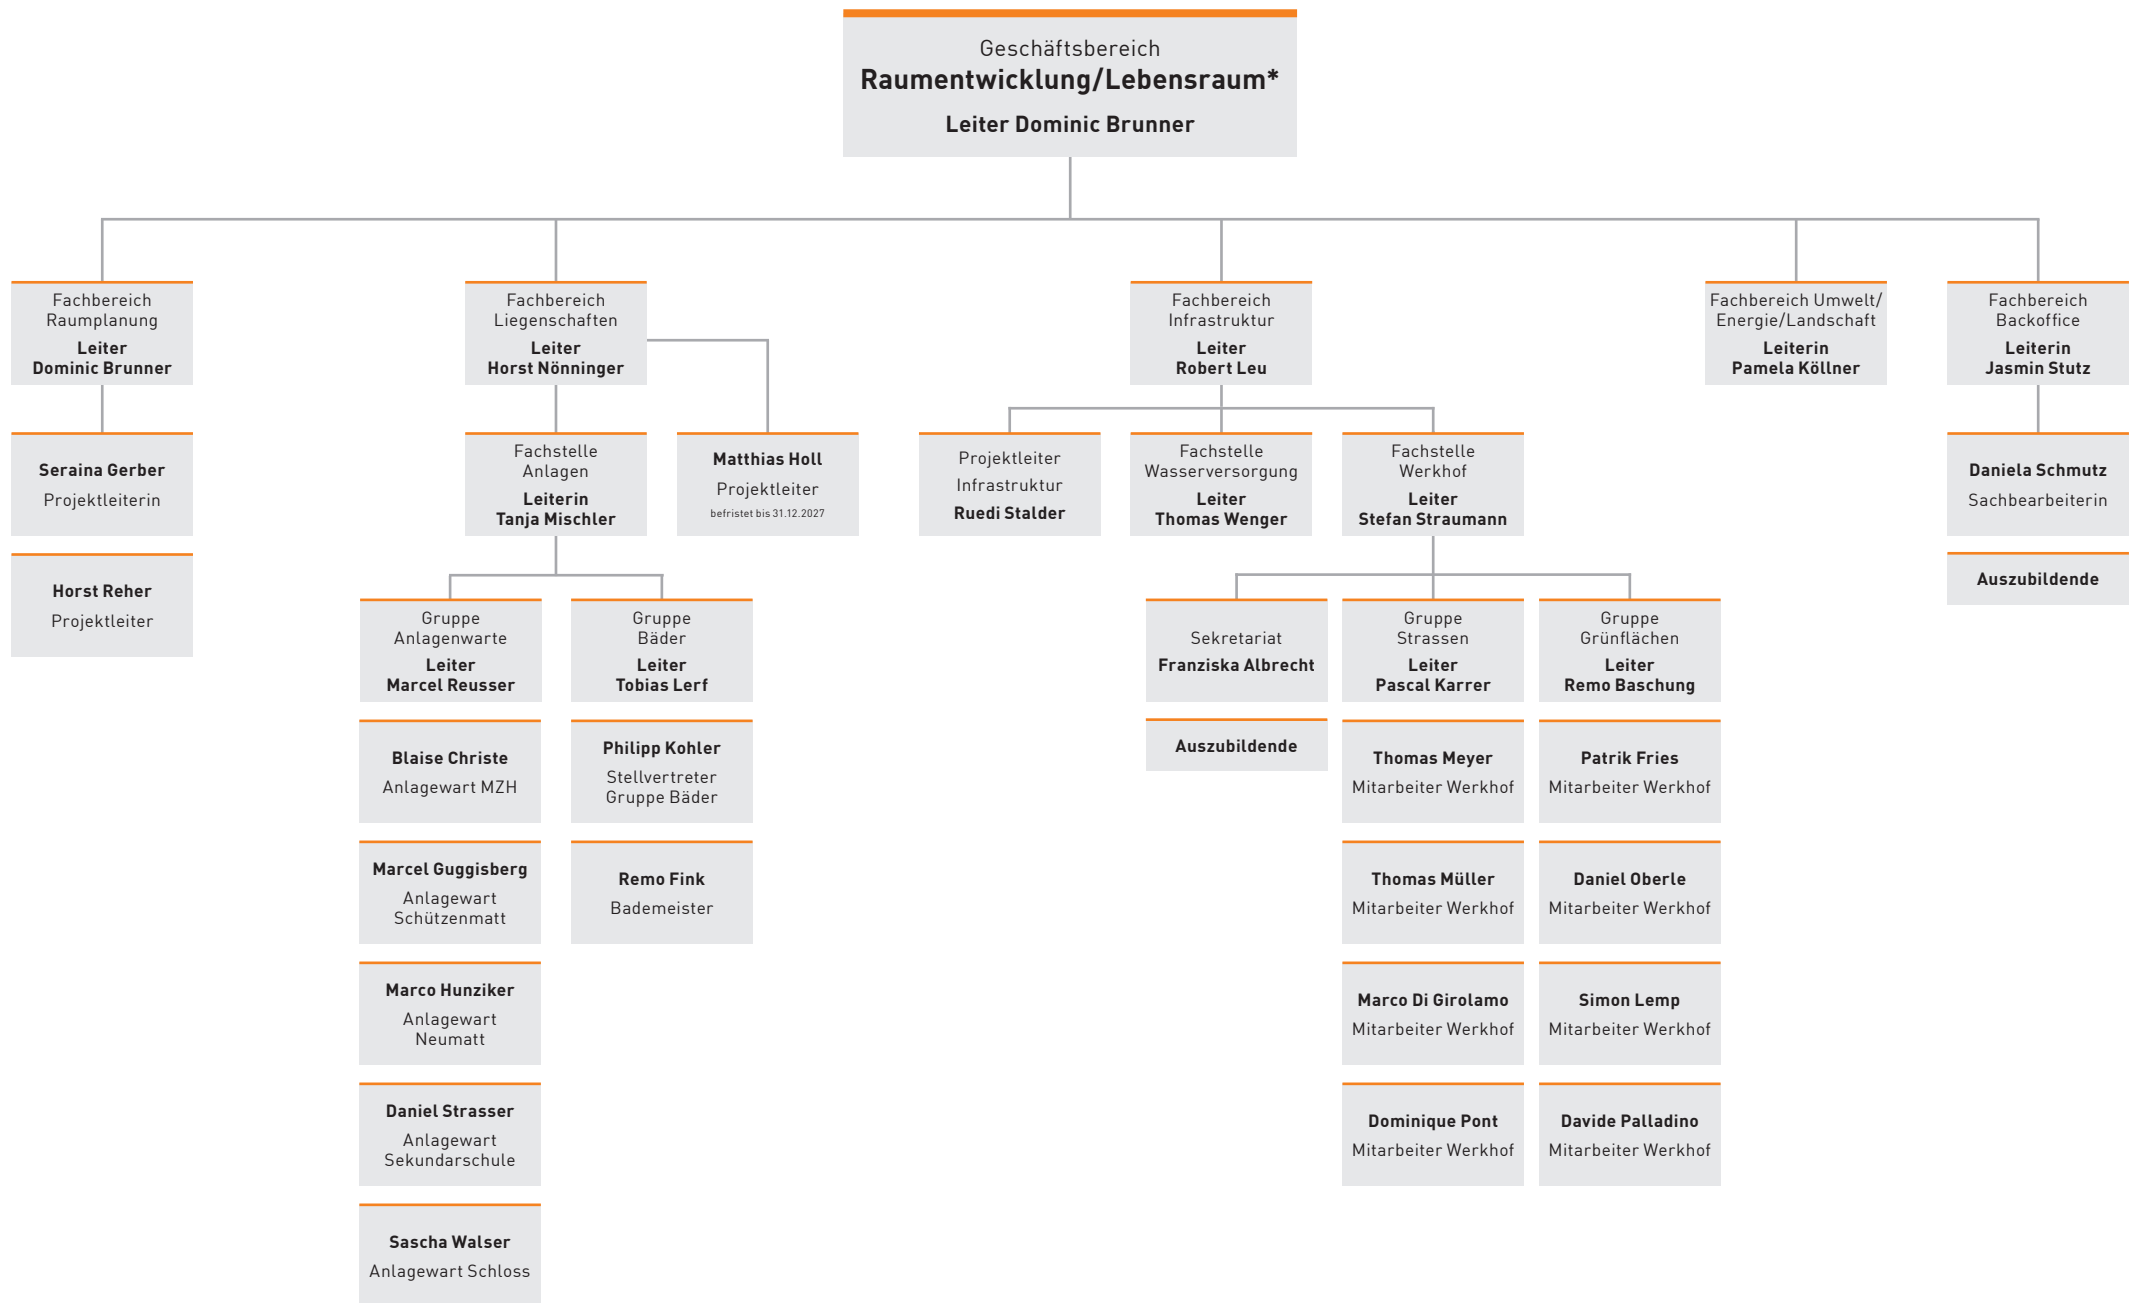 Geschäftsbereich
Raumentwicklung/Lebensraum*
Leiter Dominic Brunner
Fachbereich
Raumplanung
Leiter
Dominic Brunner
Seraina Gerber
Projektleiterin
Horst Reher
Projektleiter
Fachbereich
Liegenschaften
Leiter
Horst Nönninger
Fachstelle
Anlagen
Leiterin
Tanja Mischler
Matthias Holl
Projektleiter
befristet bis 31.12.2027
Gruppe
Anlagenwarte
Leiter
Marcel Reusser
Blaise Christe
Anlagewart MZH
Marcel Guggisberg
Anlagewart
Schützenmatt
Marco Hunziker
Anlagewart
Neumatt
Daniel Strasser
Anlagewart
Sekundarschule
Sascha Walser
Anlagewart Schloss
Gruppe
Bäder
Leiter
Tobias Lerf
Philipp Kohler
Stellvertreter
Gruppe Bäder
Remo Fink
Bademeister
Fachbereich
Infrastruktur
Leiter
Robert Leu
Projektleiter
Infrastruktur
Ruedi Stalder
Fachstelle
Wasserversorgung
Leiter
Thomas Wenger
Fachstelle
Werkhof
Leiter
Stefan Straumann
Sekretariat
Franziska Albrecht
Auszubildende
Gruppe
Strassen
Leiter
Pascal Karrer
Thomas Meyer
Mitarbeiter Werkhof
Thomas Müller
Mitarbeiter Werkhof
Marco Di Girolamo
Mitarbeiter Werkhof
Dominique Pont
Mitarbeiter Werkhof
Gruppe
Grünflächen
Leiter
Remo Baschung
Patrik Fries
Mitarbeiter Werkhof
Daniel Oberle
Mitarbeiter Werkhof
Simon Lemp
Mitarbeiter Werkhof
Davide Palladino
Mitarbeiter Werkhof
Fachbereich Umwelt/
Energie/Landschaft
Leiterin
Pamela Köllner
Fachbereich
Backoffice
Leiterin
Jasmin Stutz
Daniela Schmutz
Sachbearbeiterin
Auszubildende